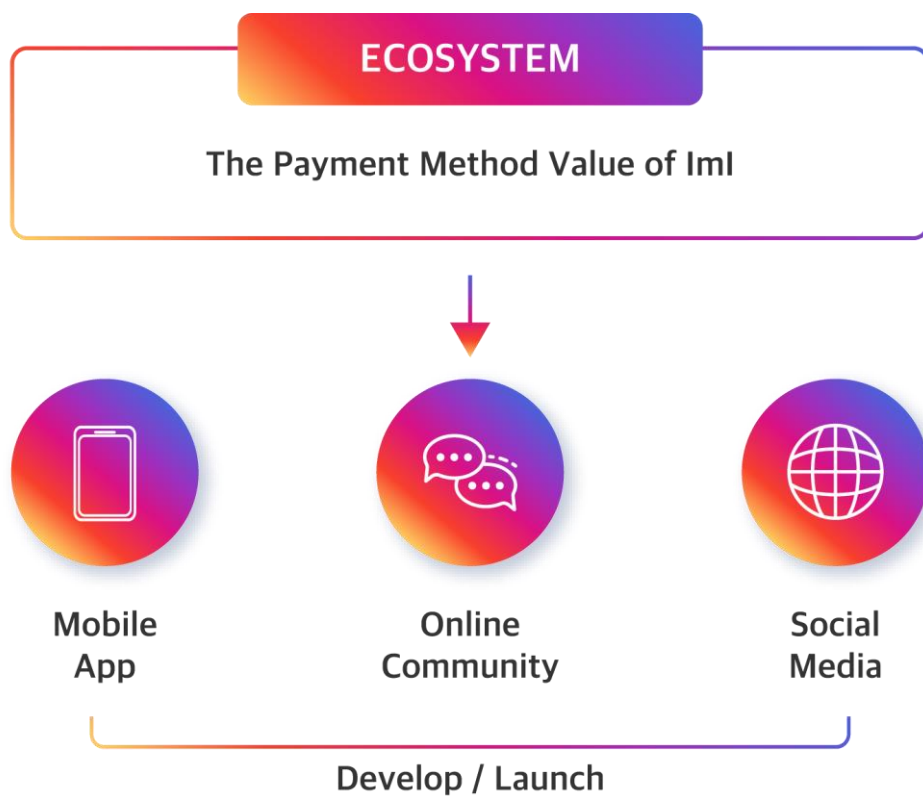 ECOSYSTEM
The Payment Method Value of ImI
Mobile
App
Online
Community
Social
Media
Develop / Launch